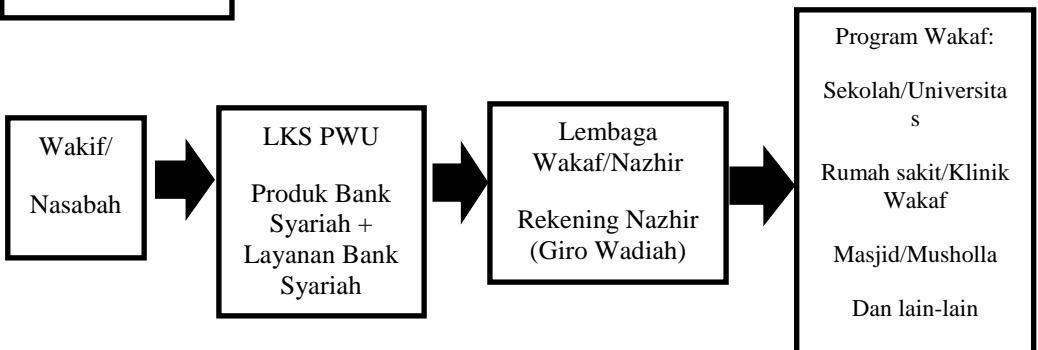 Wakif/
Nasabah
LKS PWU
Produk Bank
Syariah +
Layanan Bank
Syariah
Lembaga
Wakaf/Nazhir
Rekening Nazhir
(Giro Wadiah)
Program Wakaf:
Sekolah/Universita
s
Rumah sakit/Klinik
Wakaf
Masjid/Musholla
Dan lain-lain